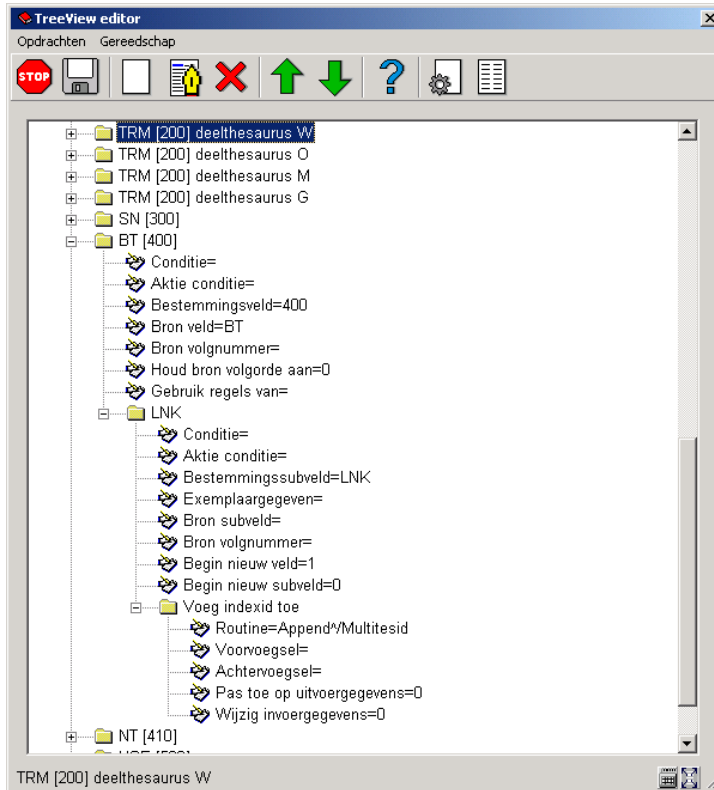 TreeView editor
Opdrachten Gereedschap
STOP
TRM [200] deelthesaurus W
TRM [200] deelthesaurus O
TRM [200] deelthesaurus M
TRM [200] deelthesaurus G
SN [300]
BT [400]
Conditie=
Aktie conditie=
Bestemmingsveld=400
Bron veld=BT
Bron volgnummer=
Houd bron volgorde aan=0
Gebruik regels van=
LNK
Conditie=
Aktie conditie=
Bestemmingssubveld=LNK
Exemplaargegeven=
Bron subveld=
Bron volgnummer=
Begin nieuw veld=1
Begin nieuw subveld=0
Voeg indexid toe
Routine=Append^/Multitesid
Voorvoegsel=
Achtervoegsel=
Pas toe op uitvoergegevens=0
Wijzig invoergegevens=0
NT [410]
TRM [200] deelthesaurus W